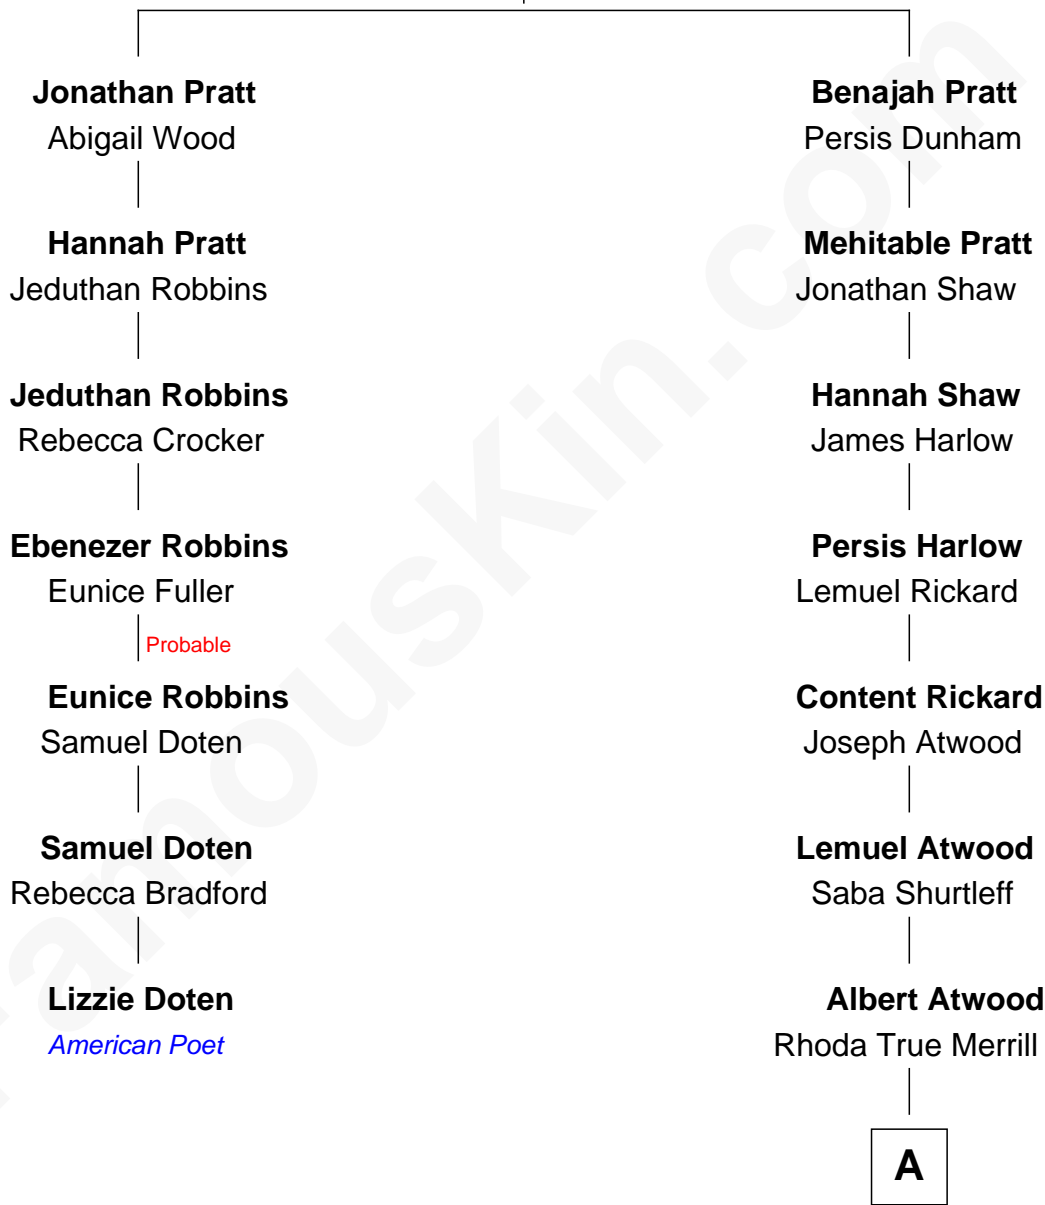 Jonathan Pratt
Abigail Wood
Benajah Pratt
Persis Dunham
Hannah Pratt
Jeduthan Robbins
Mehitable Pratt
Jonathan Shaw
Jeduthan Robbins
Rebecca Crocker
Hannah Shaw
James Harlow
Ebenezer Robbins
Eunice Fuller
Persis Harlow
Lemuel Rickard
Probable
Eunice Robbins
Samuel Doten
Content Rickard
Joseph Atwood
Samuel Doten
Rebecca Bradford
Lemuel Atwood
Saba Shurtleff
Lizzie Doten
American Poet
Albert Atwood
Rhoda True Merrill
A
FamousKin.com